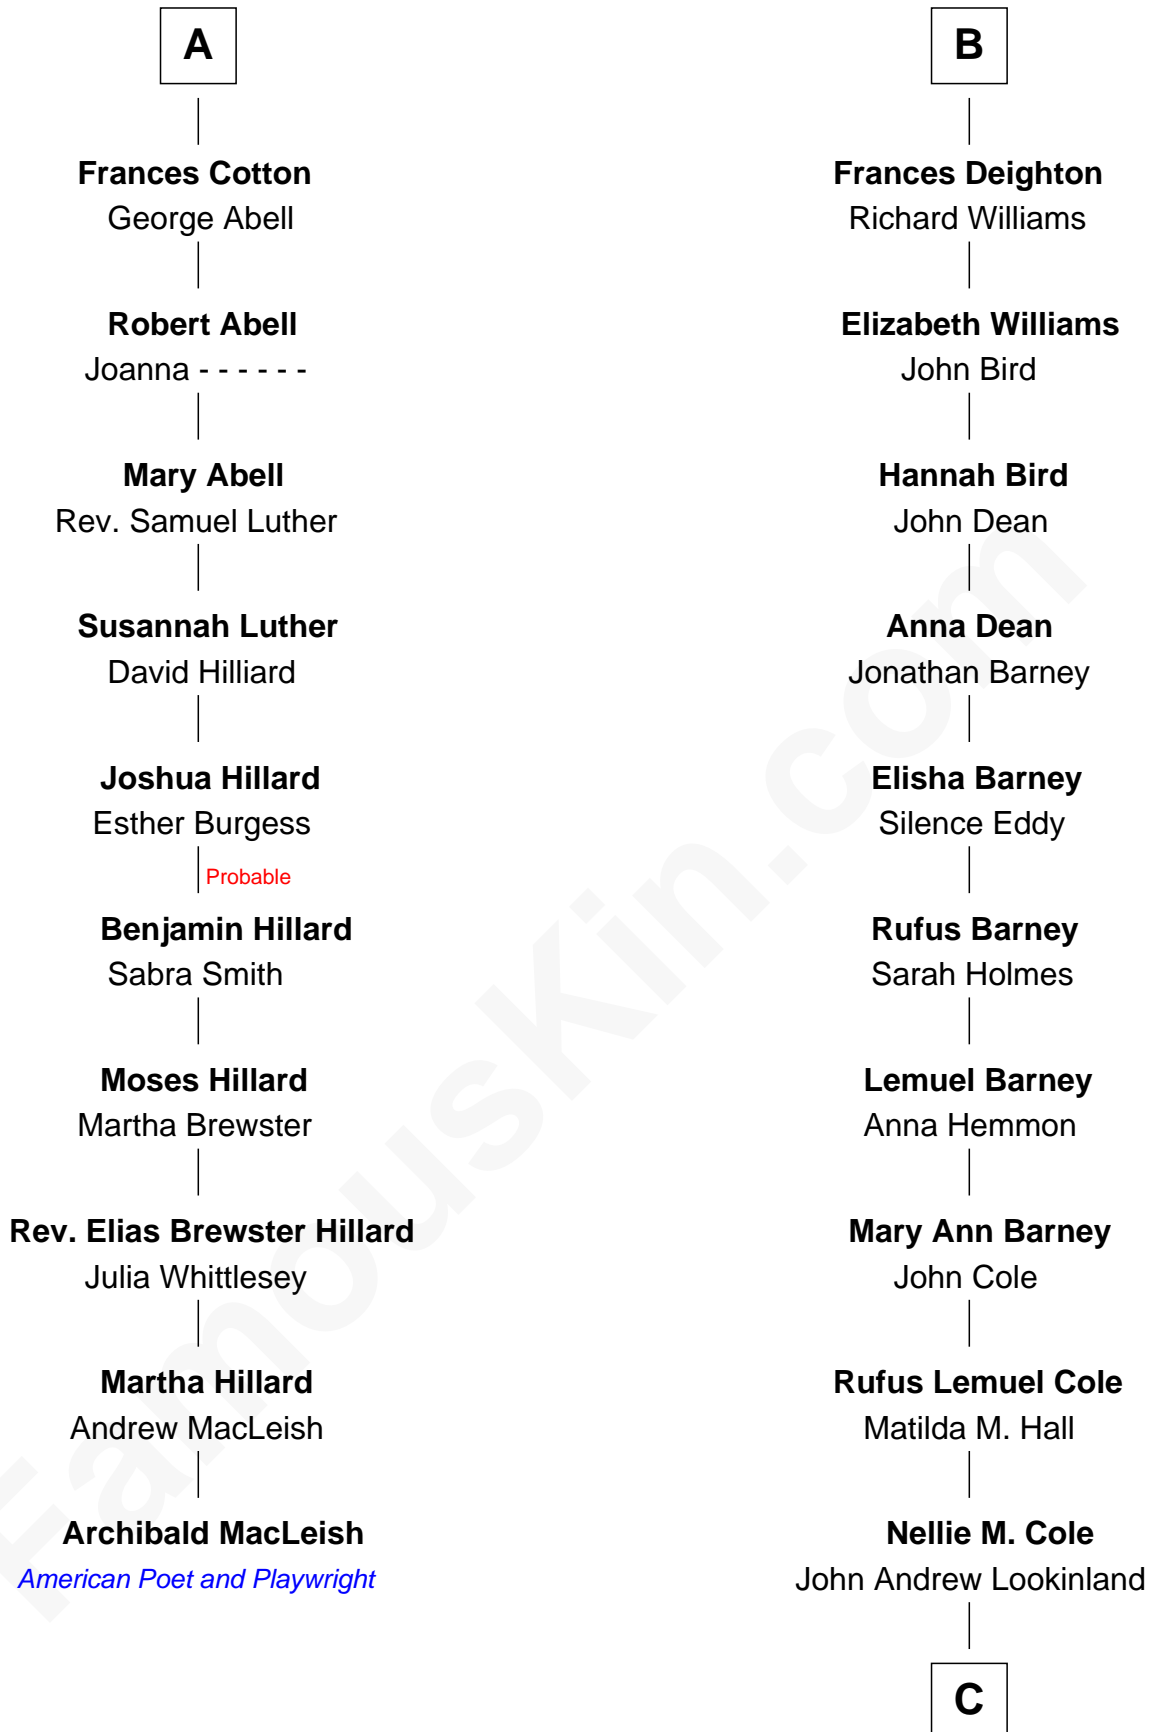 A
Frances Cotton
George Abell
Robert Abell
Joanna - - - - - -
Mary Abell
Rev. Samuel Luther
Susannah Luther
David Hilliard
Joshua Hillard
Esther Burgess
Probable
Benjamin Hillard
Sabra Smith
Moses Hillard
Martha Brewster
Rev. Elias Brewster Hillard
Julia Whittlesey
Martha Hillard
Andrew MacLeish
Archibald MacLeish
American Poet and Playwright
B
Frances Deighton
Richard Williams
Elizabeth Williams
John Bird
Hannah Bird
John Dean
Anna Dean
Jonathan Barney
Elisha Barney
Silence Eddy
Rufus Barney
Sarah Holmes
Lemuel Barney
Anna Hemmon
Mary Ann Barney
John Cole
Rufus Lemuel Cole
Matilda M. Hall
Nellie M. Cole
John Andrew Lookinland
C
FamousKin.com